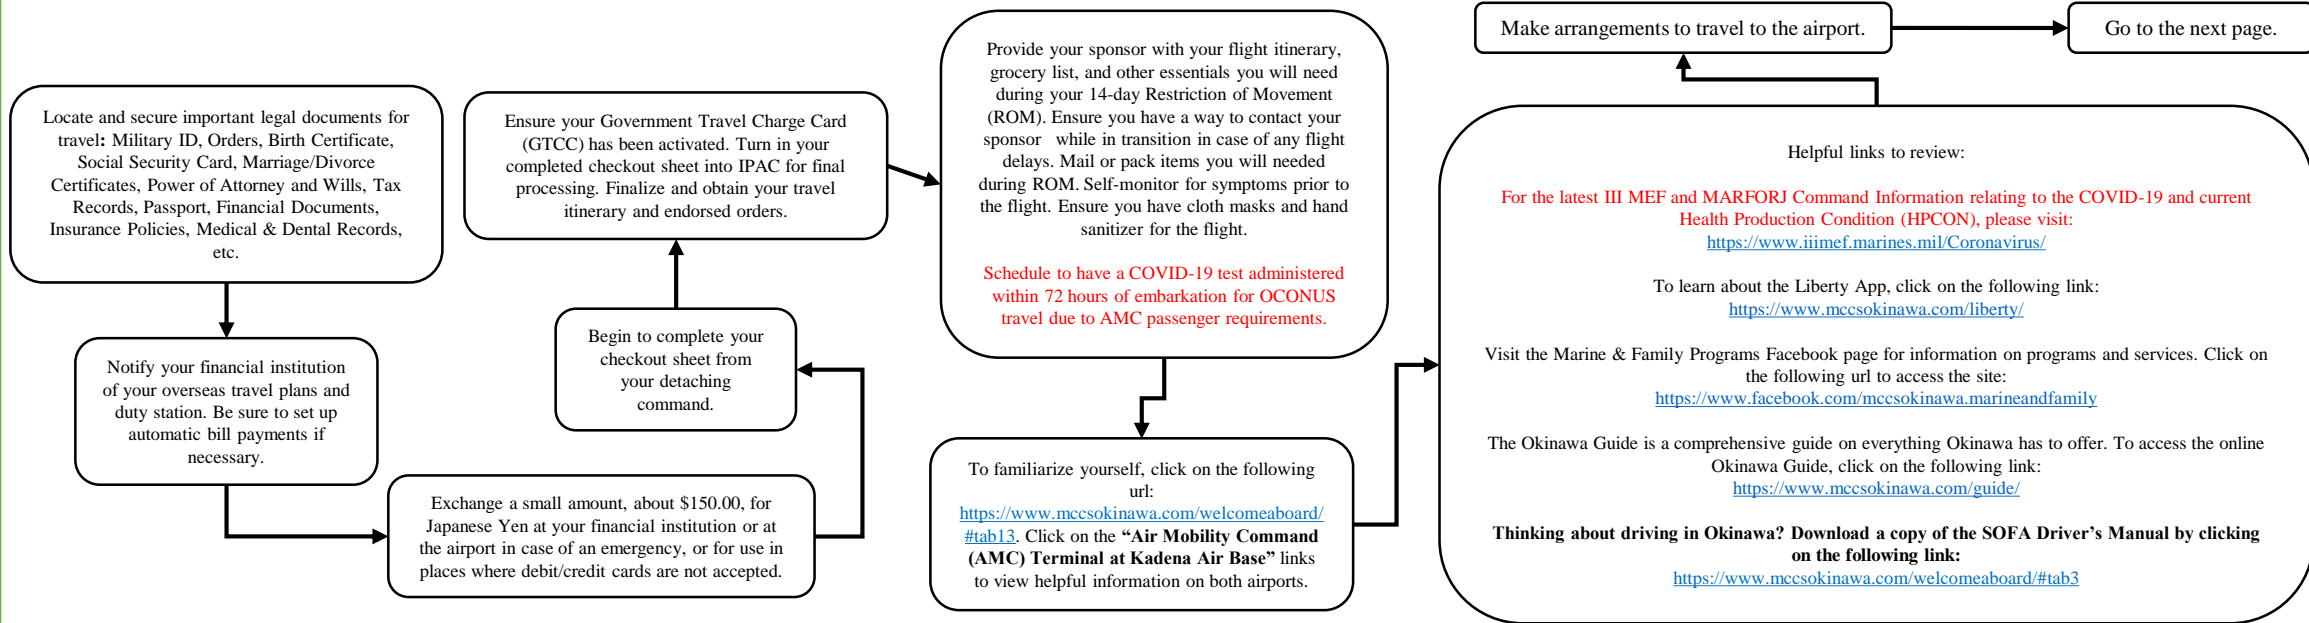 Locate and secure important legal documents for
travel: Military ID, Orders, Birth Certificate,
Social Security Card, Marriage/Divorce
Certificates, Power of Attorney and Wills, Tax
Records, Passport, Financial Documents,
Insurance Policies, Medical & Dental Records,
etc.
Notify your financial institution
of your overseas travel plans and
duty station. Be sure to set up
automatic bill payments if
necessary.
Exchange a small amount, about $150.00, for
Japanese Yen at your financial institution or at
the airport in case of an emergency, or for use in
places where debit/credit cards are not accepted.
Begin to complete your
checkout sheet from
your detaching
command.
Ensure your Government Travel Charge Card
(GTCC) has been activated. Turn in your
completed checkout sheet into IPAC for final
processing. Finalize and obtain your travel
itinerary and endorsed orders.
Provide your sponsor with your flight itinerary,
grocery list, and other essentials you will need
during your 14-day Restriction of Movement
(ROM). Ensure you have a way to contact your
sponsor while in transition in case of any flight
delays. Mail or pack items you will needed
during ROM. Self-monitor for symptoms prior to
the flight. Ensure you have cloth masks and hand
sanitizer for the flight.
Schedule to have a COVID-19 test administered
within 72 hours of embarkation for OCONUS
travel due to AMC passenger requirements.
To familiarize yourself, click on the following
url:
https://www.mccsokinawa.com/welcomeaboard/
#tab13. Click on the “Air Mobility Command
(AMC) Terminal at Kadena Air Base” links
to view helpful information on both airports.
Helpful links to review:
For the latest III MEF and MARFORJ Command Information relating to the COVID-19 and current
Health Production Condition (HPCON), please visit:
https://www.iiimef.marines.mil/Coronavirus/
To learn about the Liberty App, click on the following link:
https://www.mccsokinawa.com/liberty/
Visit the Marine & Family Programs Facebook page for information on programs and services. Click on
the following url to access the site:
https://www.facebook.com/mccsokinawa.marineandfamily
The Okinawa Guide is a comprehensive guide on everything Okinawa has to offer. To access the online
Okinawa Guide, click on the following link:
https://www.mccsokinawa.com/guide/
Thinking about driving in Okinawa? Download a copy of the SOFA Driver’s Manual by clicking
on the following link:
https://www.mccsokinawa.com/welcomeaboard/#tab3
Make arrangements to travel to the airport.
Go to the next page.